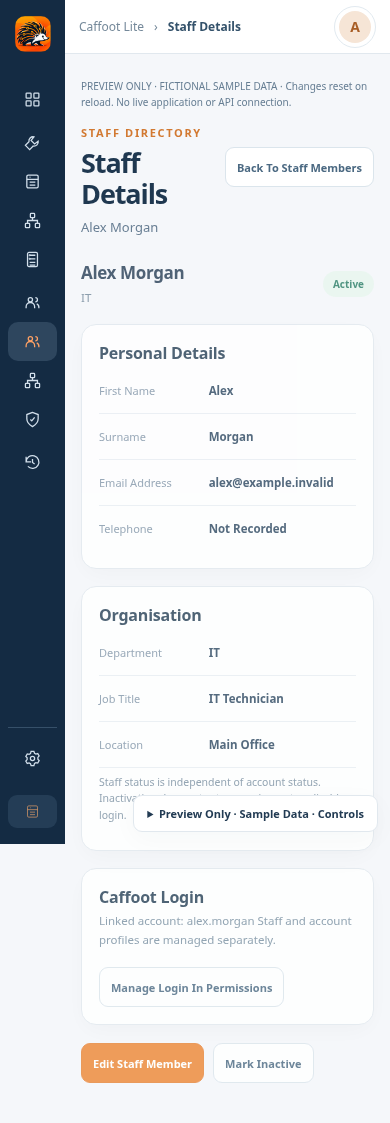 Caffoot Lite › Staff Details
A
PREVIEW ONLY · FICTIONAL SAMPLE DATA · Changes reset on
reload. No live application or API connection.
STAFF DIRECTORY
Staff
Details
Back To Staff Members
Alex Morgan
Alex Morgan
IT
Active
Personal Details
First Name Alex
Surname Morgan
Email Address alex@example.invalid
Telephone Not Recorded
Organisation
Department IT
Job Title IT Technician
Location Main Office
Staff status is independent of account status.
login.
▶ Preview Only · Sample Data · Controls
Caffoot Login
Linked account: alex.morgan Staff and account
profiles are managed separately.
Manage Login In Permissions
Edit Staff Member
Mark Inactive